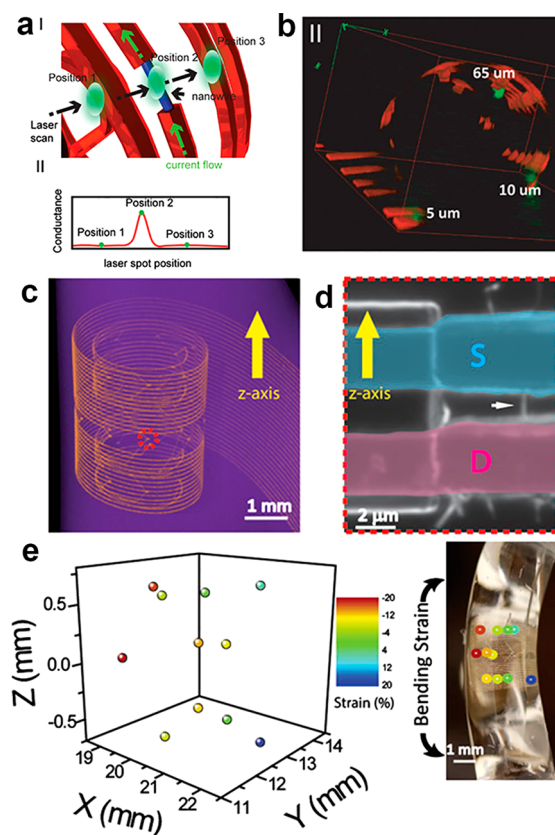 a
I
Position 1
Position 2
Position 3
Laser
scan
nanowire
current flow
II
Conductance
Position 1
Position 2
Position 3
laser spot position
b
II
65 um
10 um
5 um
c
z-axis
1 mm
d
z-axis
S
D
2 μm
e
Z (mm)
0.5
0.0
-0.5
19
20
21
22
X (mm)
11
12
13
14
Y (mm)
-20
-12
-4
4
12
20
Strain (%)
Bending Strain
1 mm